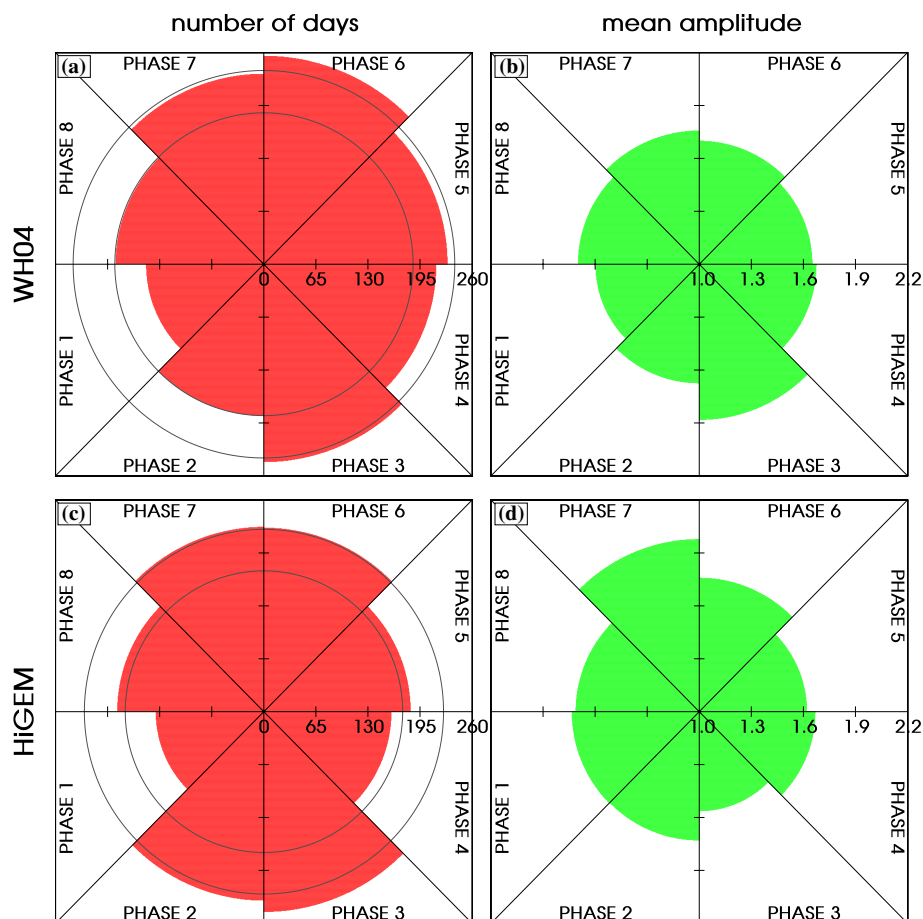 number of days
mean amplitude
WH04
(a)
PHASE 7
PHASE 6
PHASE 8
PHASE 5
0 65 130 195 260
PHASE 1
PHASE 4
PHASE 2
PHASE 3
(b)
PHASE 7
PHASE 6
PHASE 8
PHASE 5
1.0 1.3 1.6 1.9 2.2
PHASE 1
PHASE 4
PHASE 2
PHASE 3
HiGEM
(c)
PHASE 7
PHASE 6
PHASE 8
PHASE 5
0 65 130 195 260
PHASE 1
PHASE 4
PHASE 2
PHASE 3
(d)
PHASE 7
PHASE 6
PHASE 8
PHASE 5
1.0 1.3 1.6 1.9 2.2
PHASE 1
PHASE 4
PHASE 2
PHASE 3